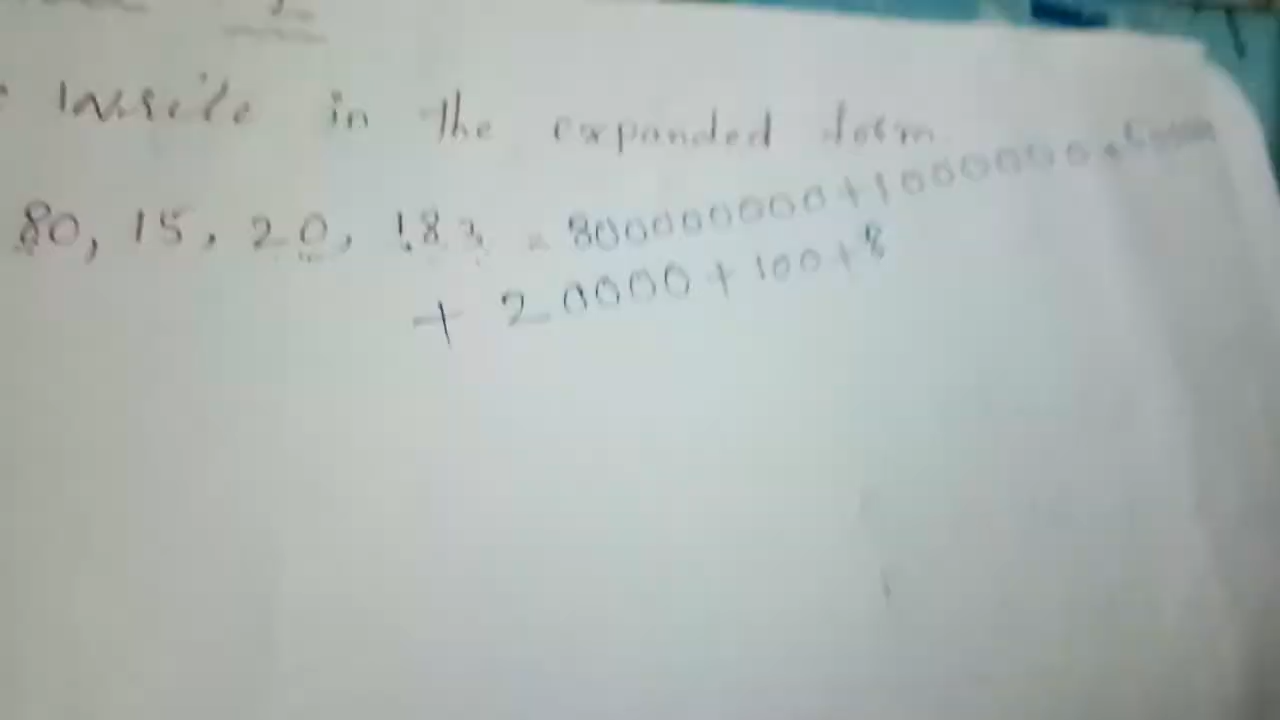 Write in the expanded form
80, 15, 20, 183 = 800000000+1000000+
+ 20000+100+8